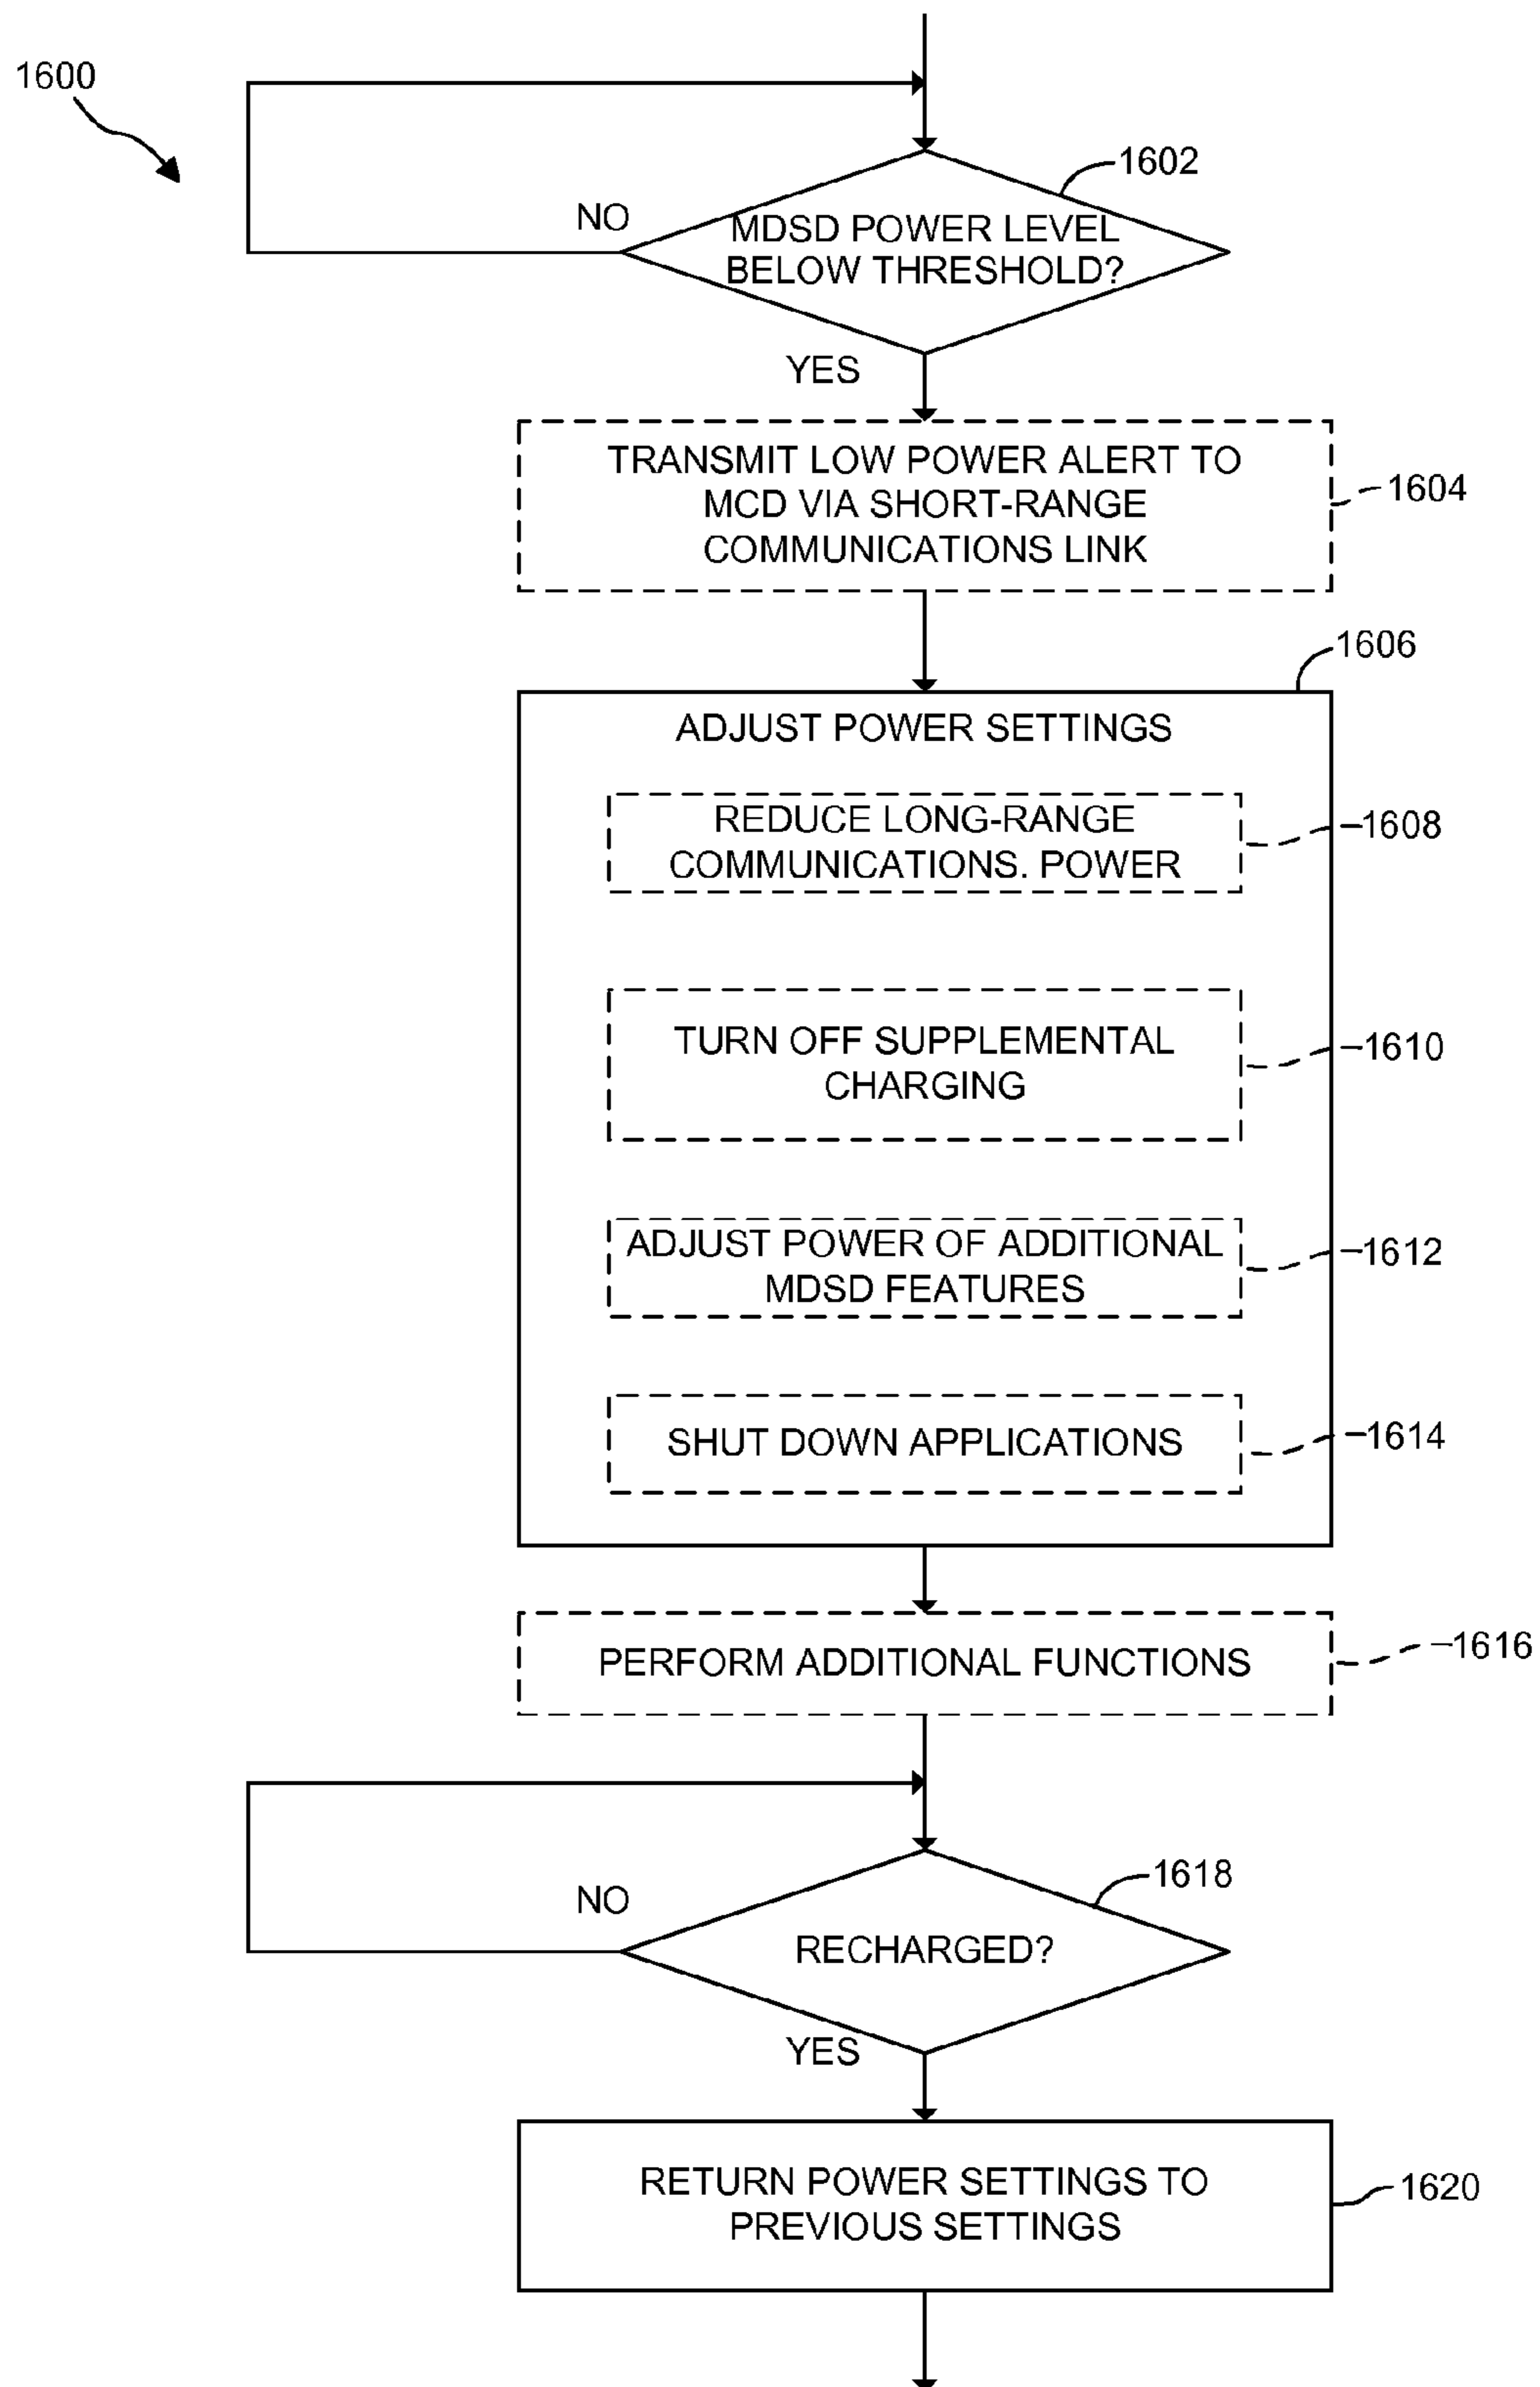 1600
1602
NO
MDSD POWER LEVEL
BELOW THRESHOLD?
YES
TRANSMIT LOW POWER ALERT TO
MCD VIA SHORT-RANGE
COMMUNICATIONS LINK
1604
1606
ADJUST POWER SETTINGS
REDUCE LONG-RANGE
COMMUNICATIONS. POWER
1608
TURN OFF SUPPLEMENTAL
CHARGING
1610
ADJUST POWER OF ADDITIONAL
MDSD FEATURES
1612
SHUT DOWN APPLICATIONS
1614
PERFORM ADDITIONAL FUNCTIONS
1616
1618
NO
RECHARGED?
YES
RETURN POWER SETTINGS TO
PREVIOUS SETTINGS
1620